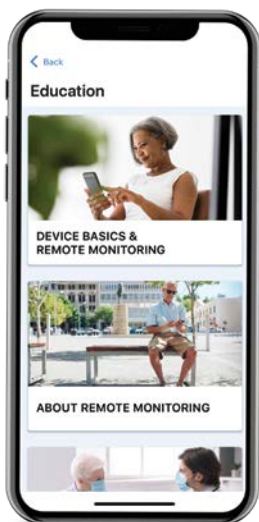 Back
Education
DEVICE BASICS &
REMOTE MONITORING
ABOUT REMOTE MONITORING